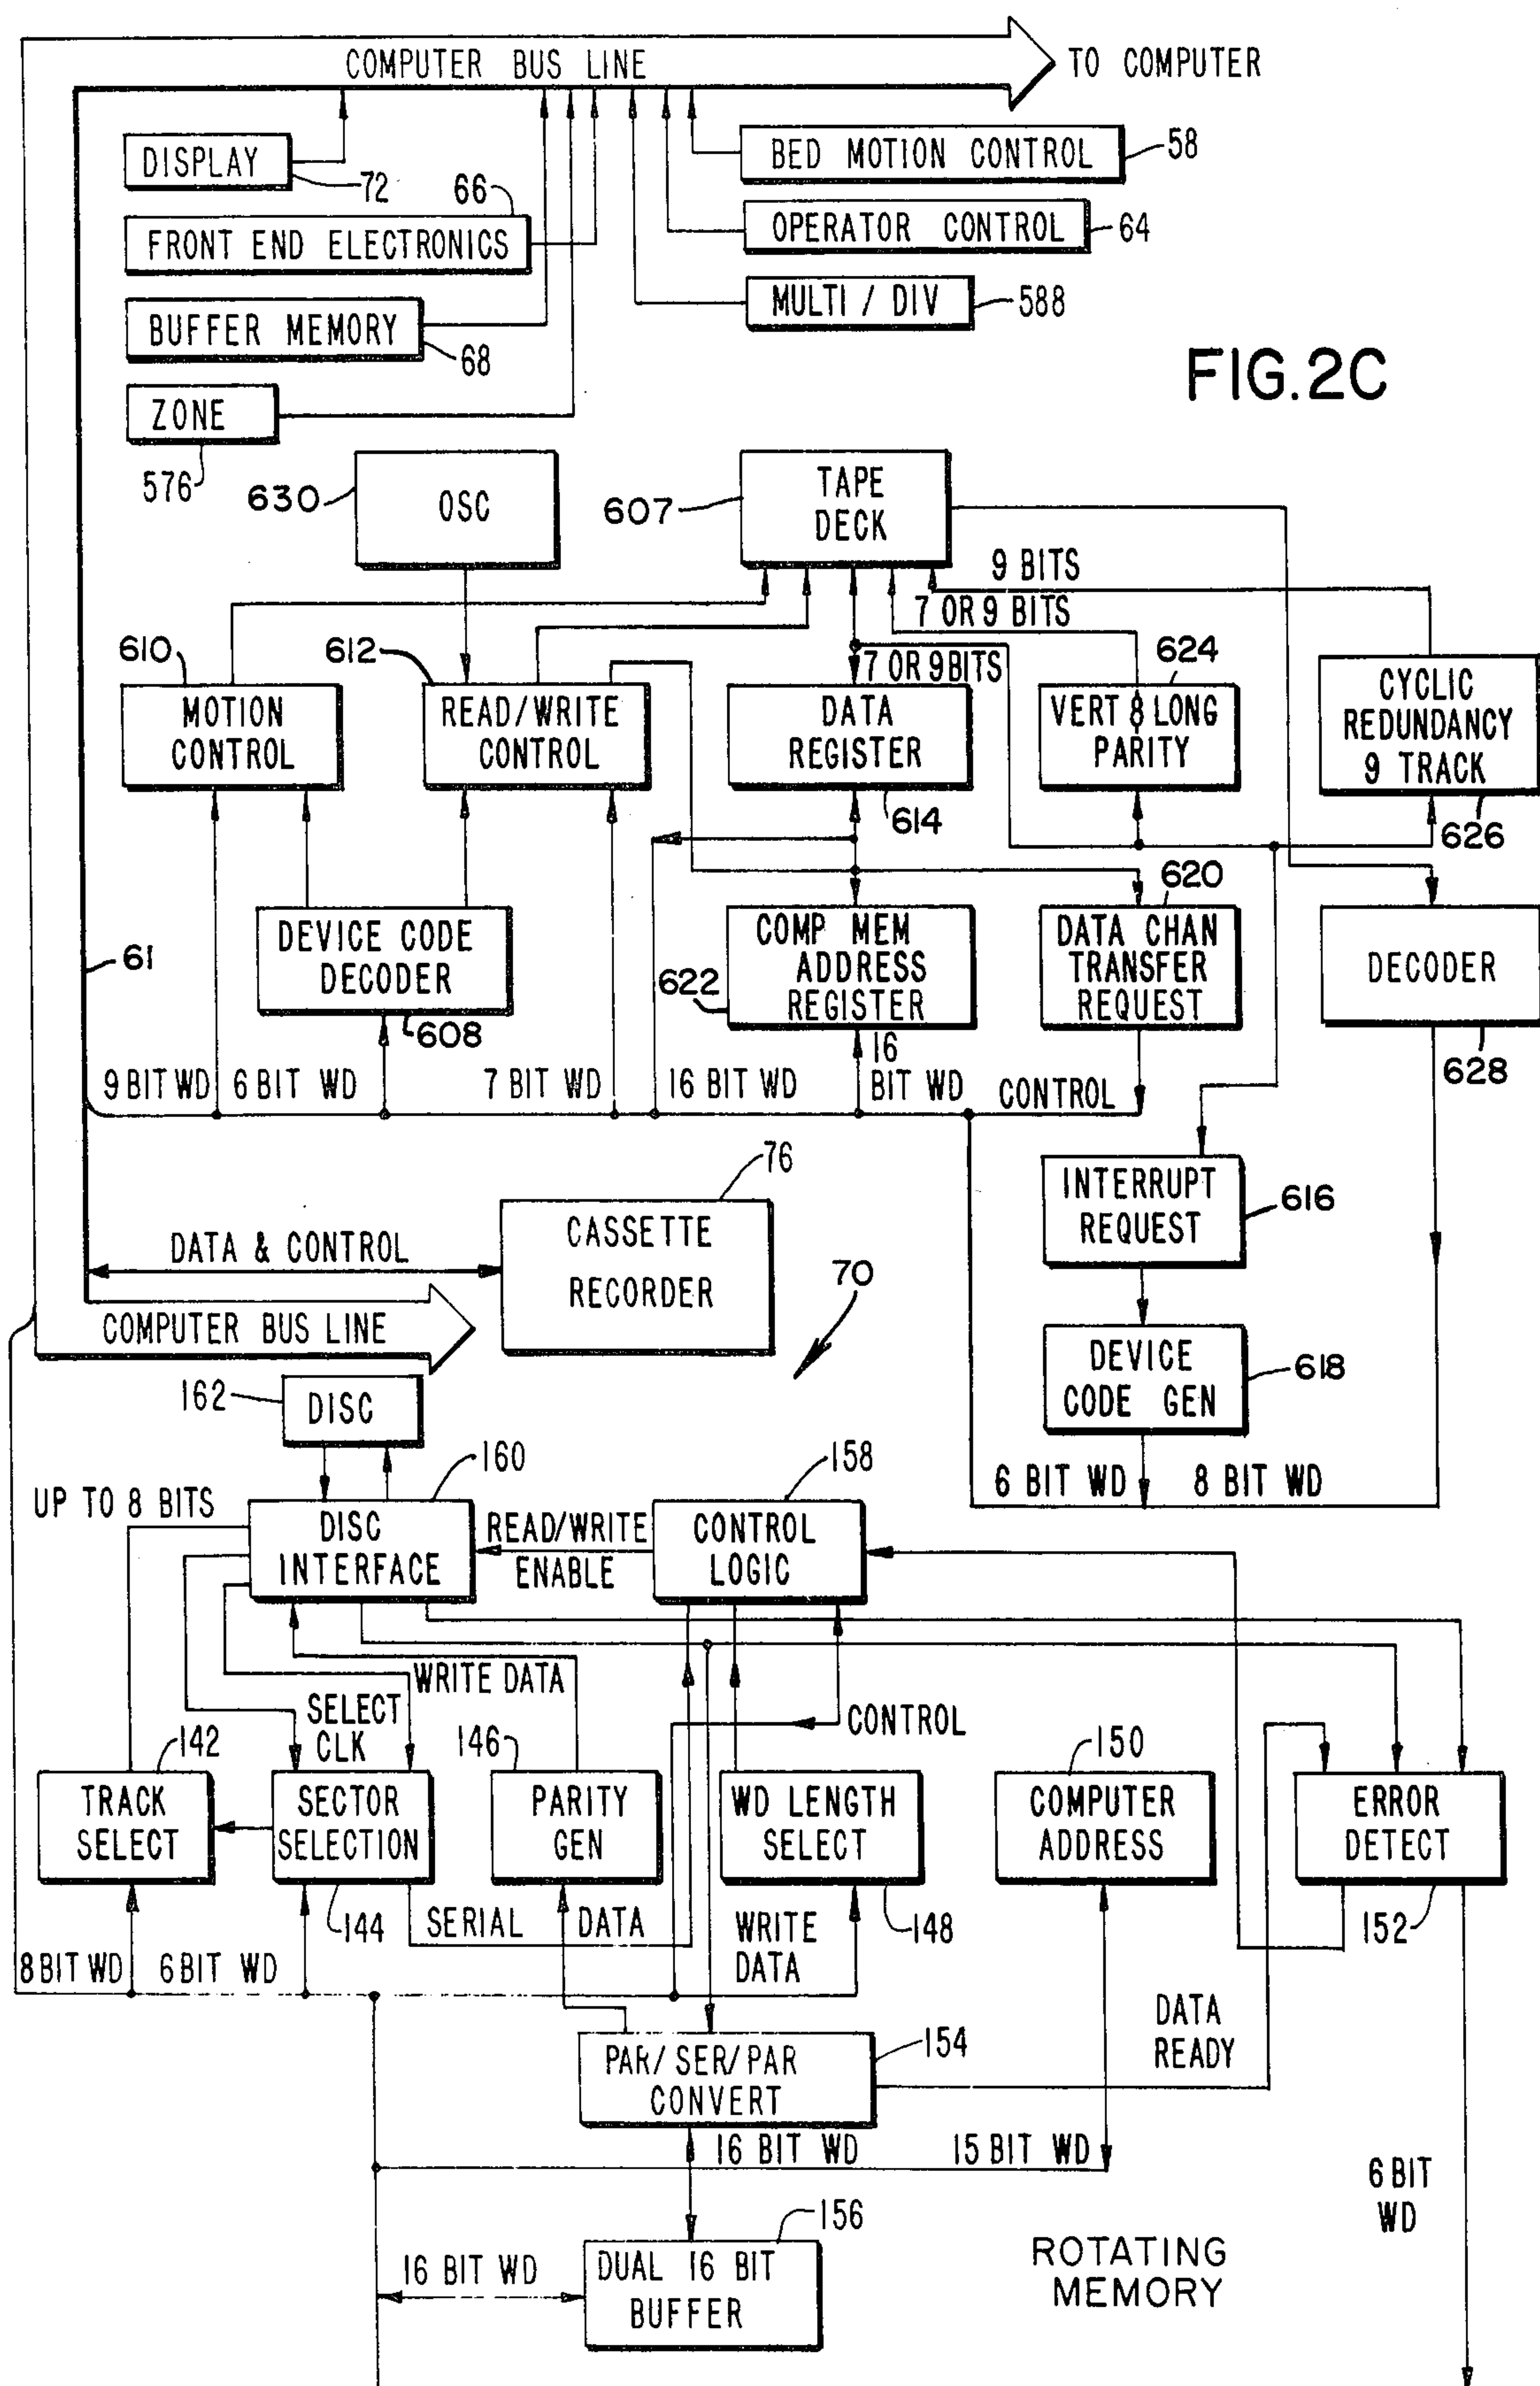 COMPUTER BUS LINE
TO COMPUTER
DISPLAY
72
BED MOTION CONTROL
58
66
FRONT END ELECTRONICS
OPERATOR CONTROL
64
BUFFER MEMORY
68
MULTI / DIV
588
FIG.2C
ZONE
576
630
OSC
607
TAPE
DECK
9 BITS
7 OR 9 BITS
7 OR 9 BITS
610
MOTION
CONTROL
612
READ/WRITE
CONTROL
DATA
REGISTER
614
624
VERT & LONG
PARITY
CYCLIC
REDUNDANCY
9 TRACK
626
61
DEVICE CODE
DECODER
608
COMP MEM
ADDRESS
REGISTER
622
620
DATA CHAN
TRANSFER
REQUEST
DECODER
628
9 BIT WD
6 BIT WD
7 BIT WD
16 BIT WD
16
BIT WD
CONTROL
76
CASSETTE
RECORDER
DATA & CONTROL
INTERRUPT
REQUEST
616
COMPUTER BUS LINE
70
DEVICE
CODE GEN
618
162
DISC
6 BIT WD
8 BIT WD
UP TO 8 BITS
160
DISC
INTERFACE
READ/WRITE
ENABLE
158
CONTROL
LOGIC
WRITE DATA
SELECT
CLK
CONTROL
142
TRACK
SELECT
SECTOR
SELECTION
144
146
PARITY
GEN
WD LENGTH
SELECT
148
150
COMPUTER
ADDRESS
ERROR
DETECT
152
SERIAL DATA
WRITE
DATA
8 BIT WD
6 BIT WD
DATA
READY
PAR/ SER/ PAR
CONVERT
154
16 BIT WD
15 BIT WD
6 BIT
WD
156
16 BIT WD
DUAL 16 BIT
BUFFER
ROTATING
MEMORY